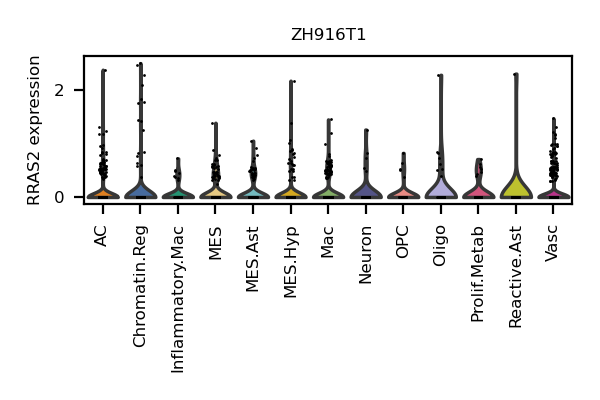 ZH916T1
RRAS2 expression
2
0
AC
Chromatin.Reg
Inflammatory.Mac
MES
MES.Ast
MES.Hyp
Mac
Neuron
OPC
Oligo
Prolif.Metab
Reactive.Ast
Vasc